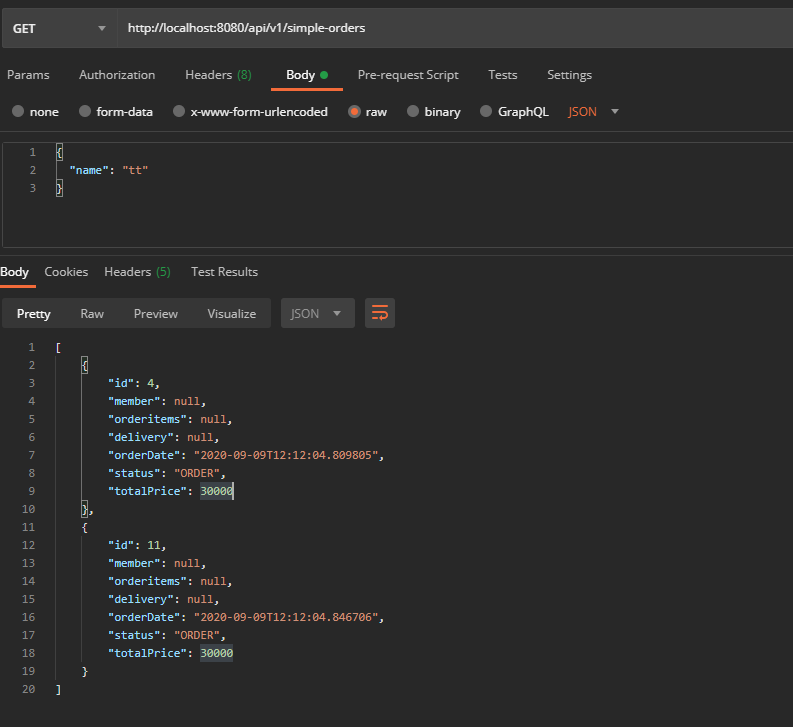 GET http://localhost:8080/api/v1/simple-orders
Params Authorization Headers (8) Body Pre-request Script Tests Settings
none form-data x-www-form-urlencoded raw binary GraphQL JSON
1 {
2 "name": "tt"
3 }
Body Cookies Headers (5) Test Results
Pretty Raw Preview Visualize JSON
1 [
2 {
3 "id": 4,
4 "member": null,
5 "orderitems": null,
6 "delivery": null,
7 "orderDate": "2020-09-09T12:12:04.809805",
8 "status": "ORDER",
9 "totalPrice": 30000
10 },
11 {
12 "id": 11,
13 "member": null,
14 "orderitems": null,
15 "delivery": null,
16 "orderDate": "2020-09-09T12:12:04.846706",
17 "status": "ORDER",
18 "totalPrice": 30000
19 }
20 ]